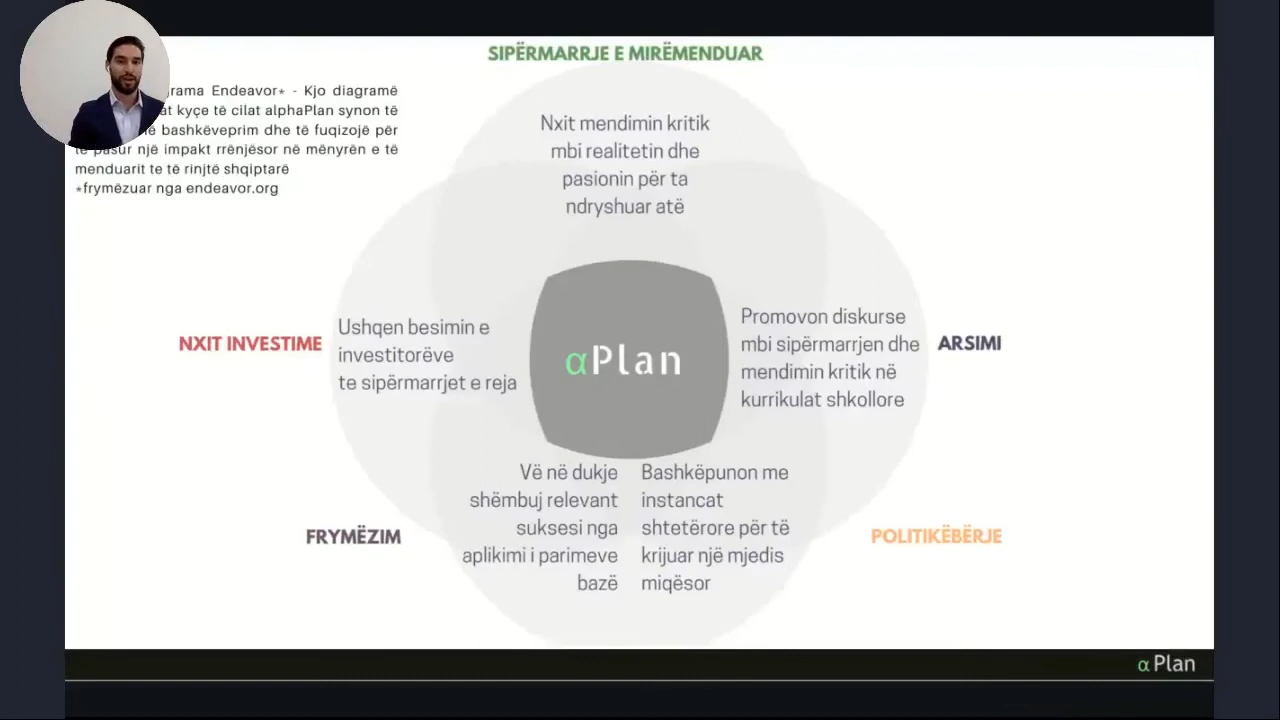 SIPËRMARRJE E MIRËMENDUAR
Endeavor* - Kjo diagramë
kyçe të cilat alphaPlan synon të
bashkëveprim dhe të fuqizojë për
të pasur një impakt rrënjësor në mënyrën e të
menduarit te të rinjtë shqiptarë
*frymëzuar nga endeavor.org
Nxit mendimin kritik
mbi realitetin dhe
pasionin për ta
ndryshuar atë
NXIT INVESTIME
Ushqen besimin e
investitorëve
te sipërmarrjet e reja
αPlan
Promovon diskurse
mbi sipërmarrjen dhe
mendimin kritik në
kurrikulat shkollore
ARSIMI
FRYMËZIM
Vë në dukje
shëmbuj relevant
suksesi nga
aplikimi i parimeve
bazë
Bashkëpunon me
instancat
shtetërore për të
krijuar një mjedis
miqësor
POLITIKËBËRJE
αPlan